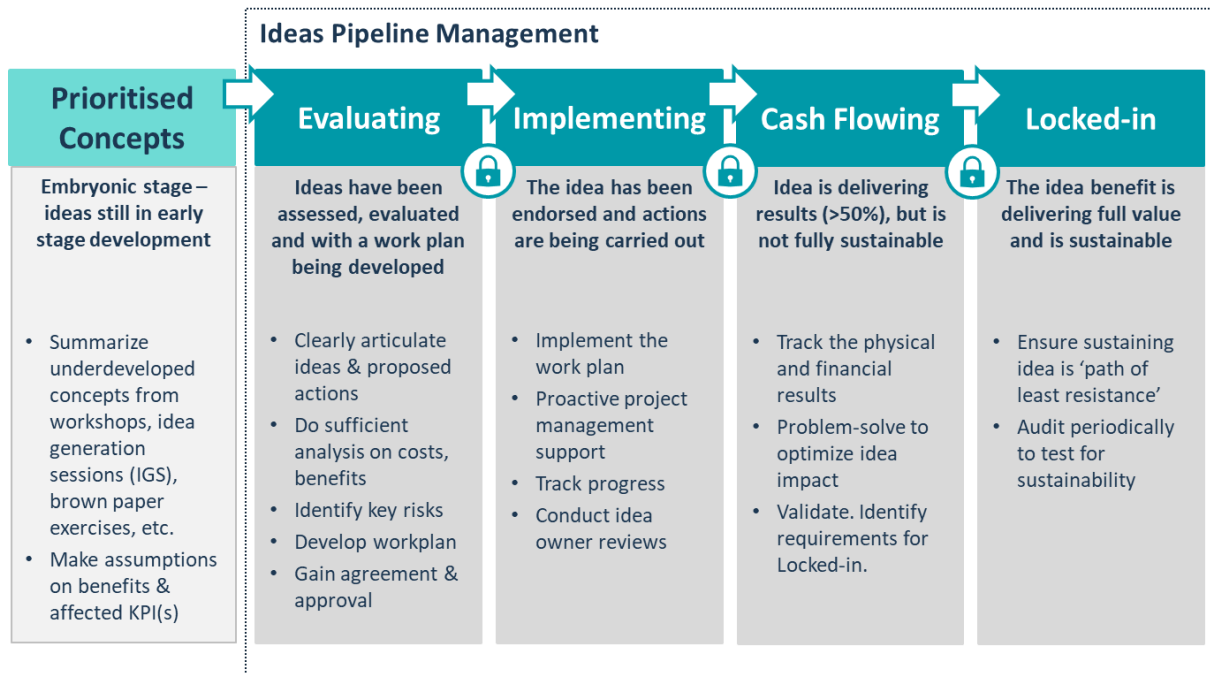 Ideas Pipeline Management
Prioritised
Concepts
Embryonic stage –
ideas still in early
stage development
• Summarize
underdeveloped
concepts from
workshops, idea
generation
sessions (IGS),
brown paper
exercises, etc.
• Make assumptions
on benefits &
affected KPI(s)
Evaluating
Ideas have been
assessed, evaluated
and with a work plan
being developed
• Clearly articulate
ideas & proposed
actions
• Do sufficient
analysis on costs,
benefits
• Identify key risks
• Develop workplan
• Gain agreement &
approval
Implementing
The idea has been
endorsed and actions
are being carried out
• Implement the
work plan
• Proactive project
management
support
• Track progress
• Conduct idea
owner reviews
Cash Flowing
Idea is delivering
results (>50%), but is
not fully sustainable
• Track the physical
and financial
results
• Problem-solve to
optimize idea
impact
• Validate. Identify
requirements for
Locked-in.
Locked-in
The idea benefit is
delivering full value
and is sustainable
• Ensure sustaining
idea is ‘path of
least resistance’
• Audit periodically
to test for
sustainability